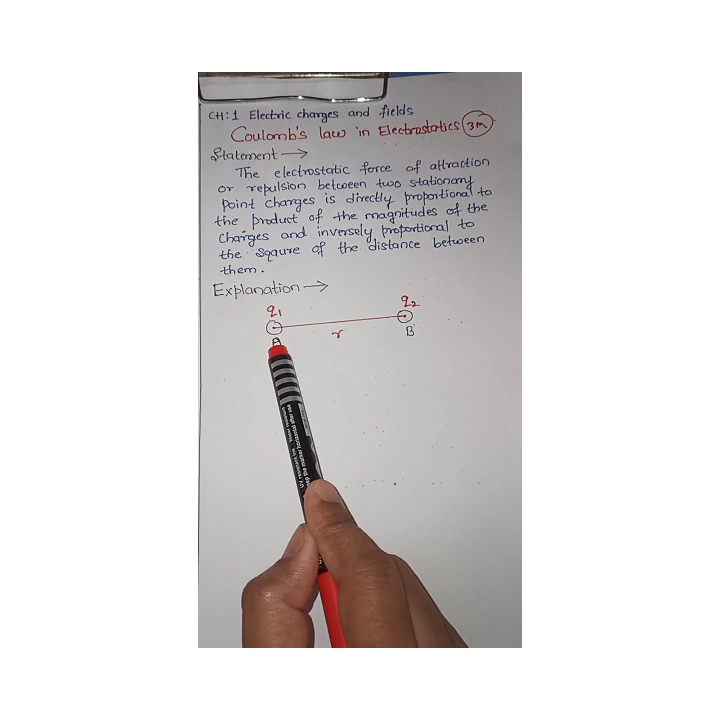 CH:1 Electric charges and fields
Coulomb's law in Electrostatics 3m
Statement →
The electrostatic force of attraction
or repulsion between two stationary
point charges is directly proportional to
the product of the magnitudes of the
charges and inversely proportional to
the sqaure of the distance between
them.
Explanation →
q1 q2
r
A B